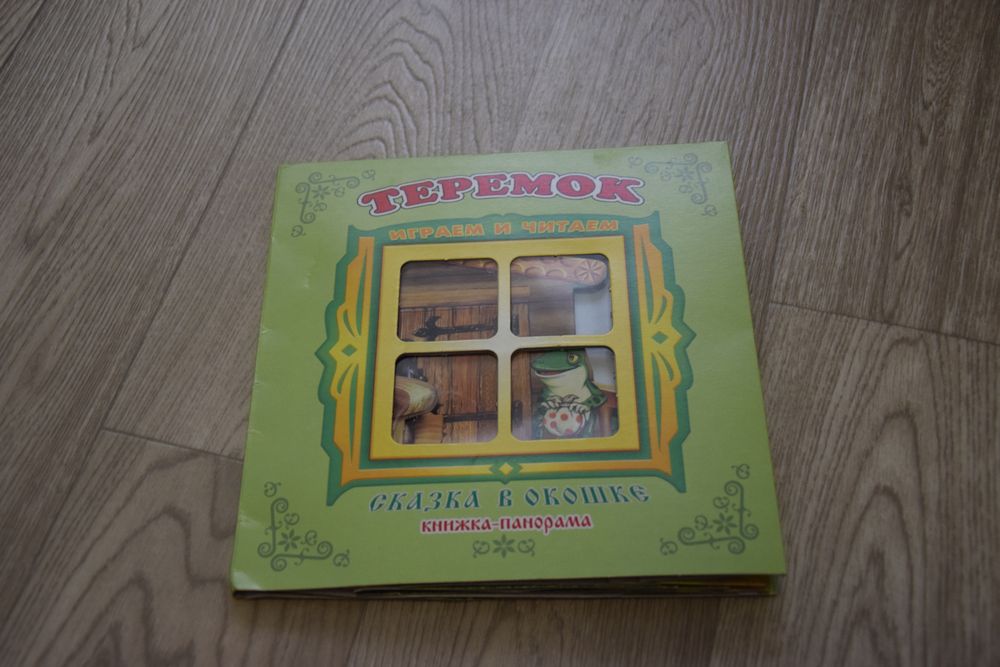 ТЕРЕМОК
ИГРАЕМ И ЧИТАЕМ
СКАЗКА В ОКОШКЕ
КНИЖКА-ПАНОРАМА